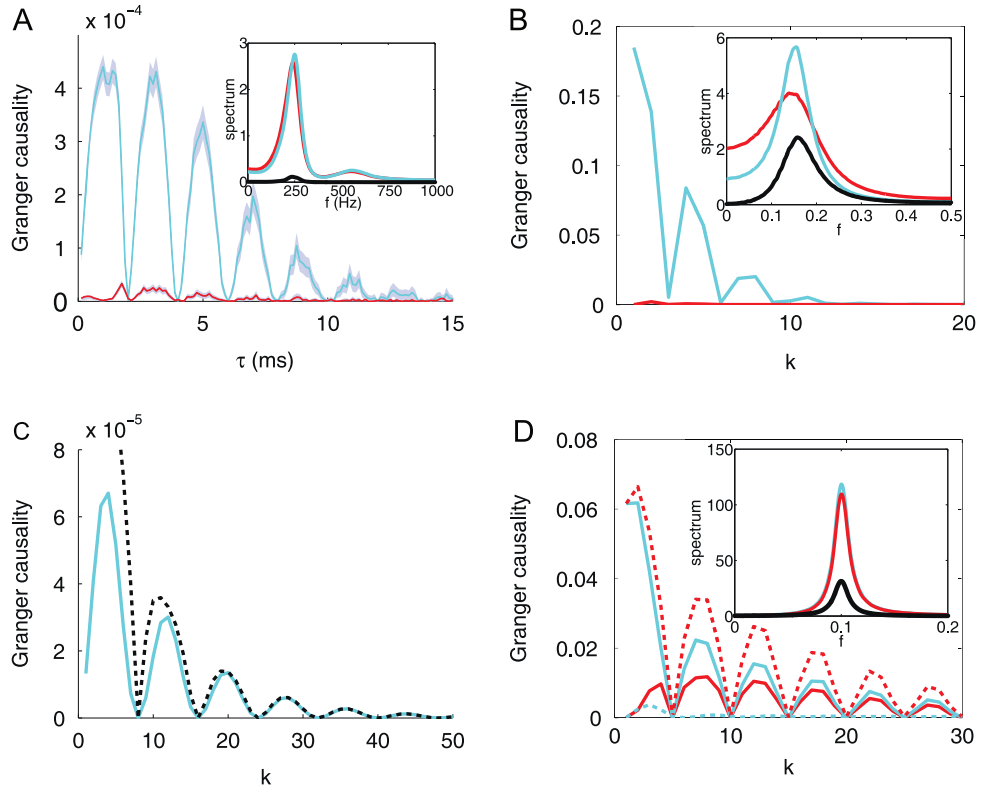 A
x 10⁻⁴
Granger causality
4
3
2
1
0
0 5 10 15
τ (ms)
spectrum
3
2
1
0
0 250 500 750 1000
f (Hz)
B
Granger causality
0.2
0.15
0.1
0.05
0
0 10 20
k
spectrum
6
4
2
0
0 0.1 0.2 0.3 0.4 0.5
f
C
x 10⁻⁵
Granger causality
8
6
4
2
0
0 10 20 30 40 50
k
D
Granger causality
0.08
0.06
0.04
0.02
0
0 10 20 30
k
spectrum
150
100
50
0
0 0.1 0.2
f